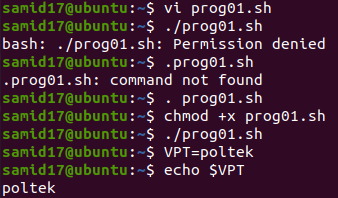 samid17@ubuntu:~$ vi prog01.sh
samid17@ubuntu:~$ ./prog01.sh
bash: ./prog01.sh: Permission denied
samid17@ubuntu:~$ .prog01.sh
.prog01.sh: command not found
samid17@ubuntu:~$ . prog01.sh
samid17@ubuntu:~$ chmod +x prog01.sh
samid17@ubuntu:~$ ./prog01.sh
samid17@ubuntu:~$ VPT=poltek
samid17@ubuntu:~$ echo $VPT
poltek